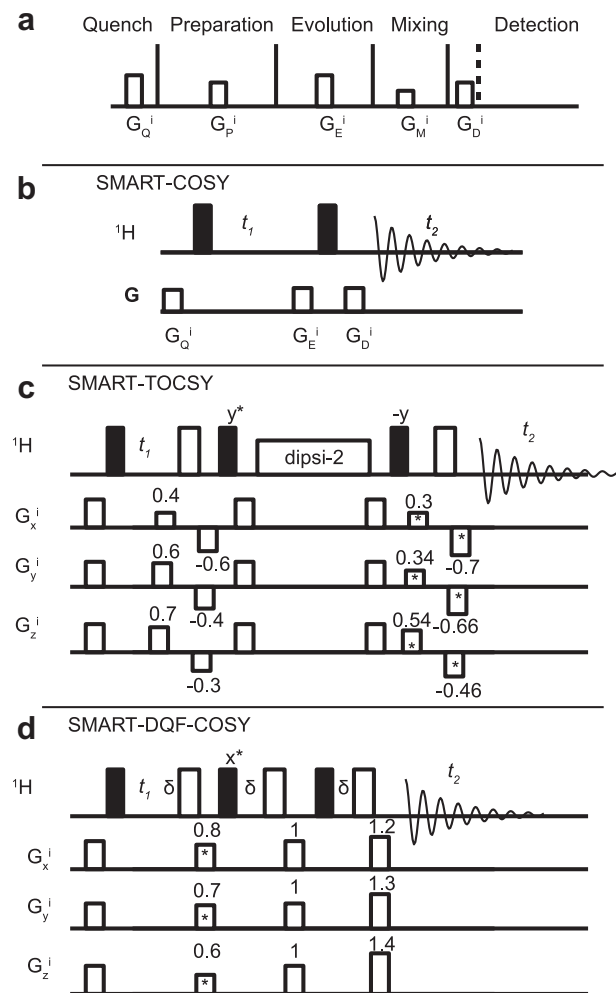 a
Quench Preparation Evolution Mixing Detection
G_Q^i G_P^i G_E^i G_M^i G_D^i
b SMART-COSY
¹H t₁ t₂
G
G_Q^i G_E^i G_D^i
c SMART-TOCSY
y* -y
¹H t₁ dipsi-2 t₂
0.4 0.3
G_x^i * *
-0.6 -0.7
0.6 0.34
G_y^i * *
-0.4 -0.66
0.7 0.54
G_z^i * *
-0.3 -0.46
d SMART-DQF-COSY
x*
¹H t₁ δ δ δ t₂
0.8 1 1.2
G_x^i *
0.7 1 1.3
G_y^i *
0.6 1 1.4
G_z^i *